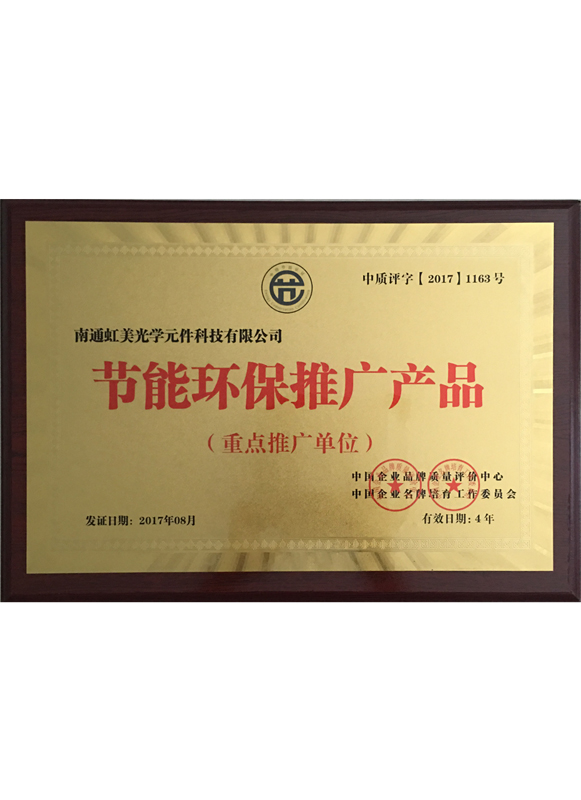 中质评字【2017】1163号
南通虹美光学元件科技有限公司
节能环保推广产品
（重点推广单位）
中国企业品牌质量评价中心
中国企业名牌培育工作委员会
发证日期：2017年08月
有效日期：4年